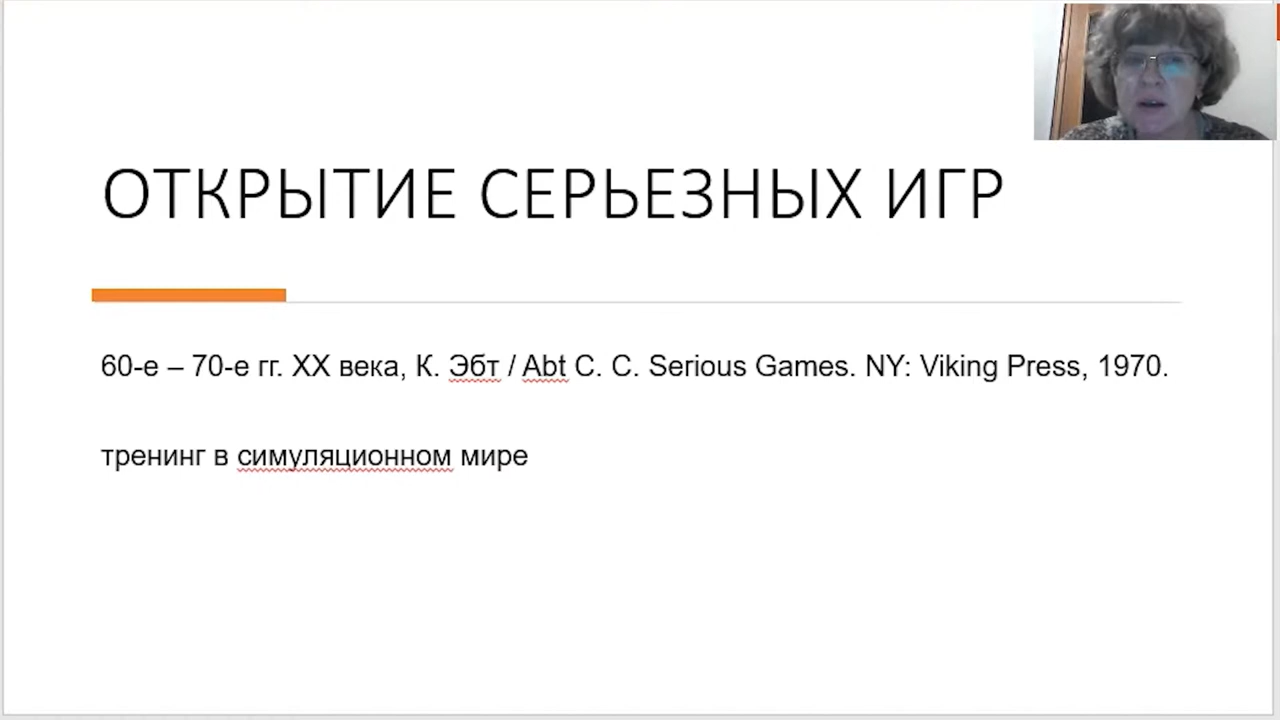 ОТКРЫТИЕ СЕРЬЕЗНЫХ ИГР
60-е – 70-е гг. XX века, К. Эбт / Abt C. C. Serious Games. NY: Viking Press, 1970.
тренинг в симуляционном мире